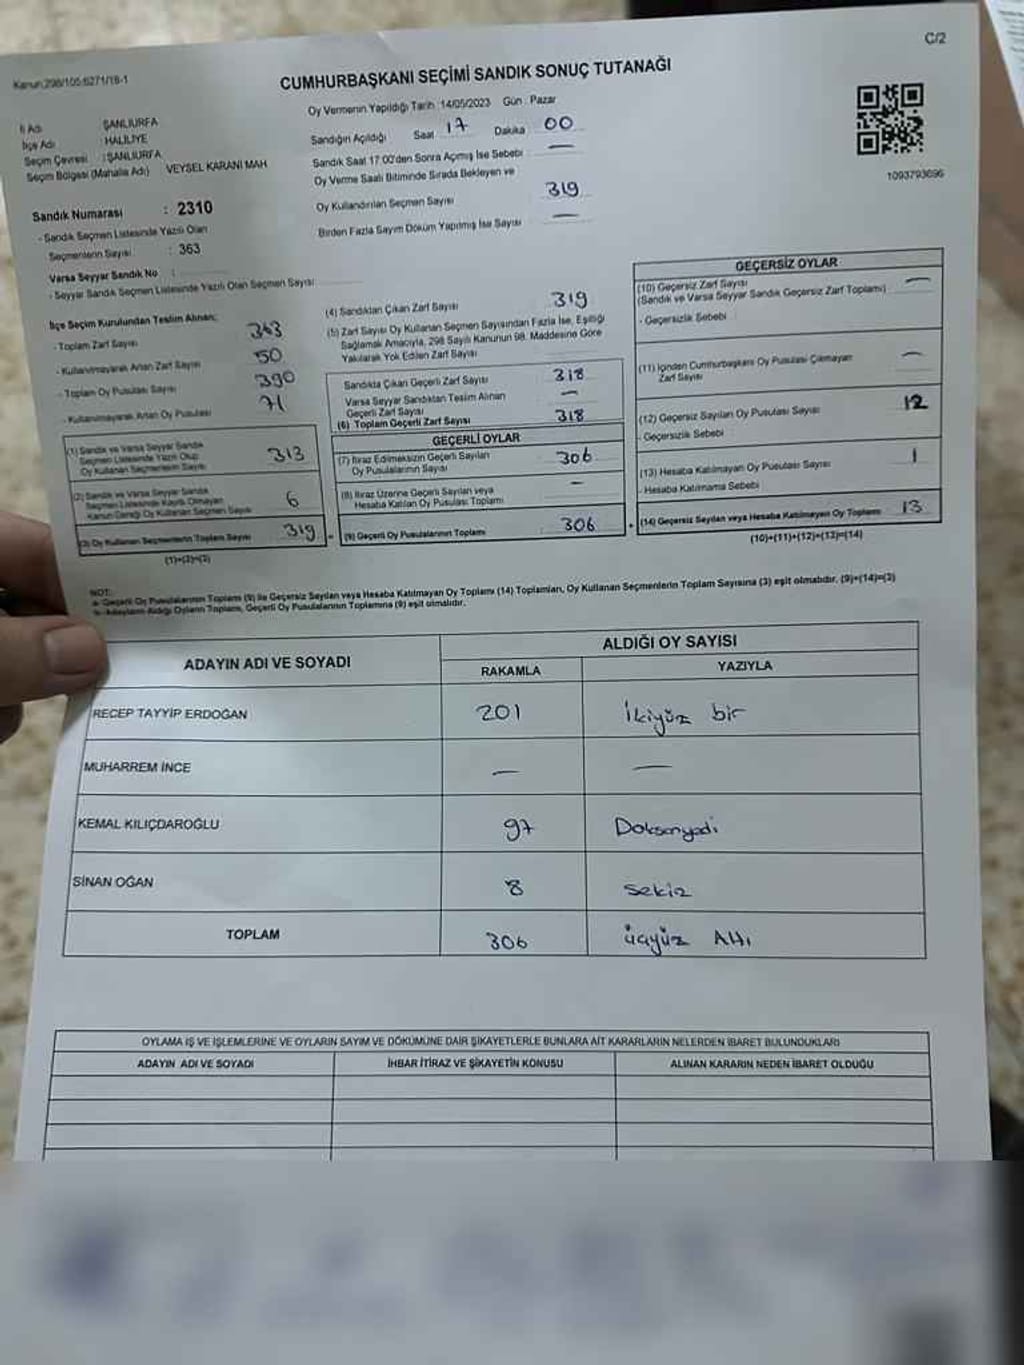 C/2
Kanun:298/105:6271/18-1
CUMHURBAŞKANI SEÇİMİ SANDIK SONUÇ TUTANAĞI
Oy Vermenin Yapıldığı Tarih :14/05/2023 Gün : Pazar
İl Adı ŞANLIURFA
İlçe Adı HALİLİYE
Seçim Çevresi : ŞANLIURFA
Seçim Bölgesi (Mahalle Adı) VEYSEL KARANİ MAH
Sandık Numarası : 2310
- Sandık Seçmen Listesinde Yazılı Olan
Seçmenlerin Sayısı : 363
Varsa Seyyar Sandık No :
- Seyyar Sandık Seçmen Listesinde Yazılı Olan Seçmen Sayısı
Sandığın Açıldığı Saat 17 Dakika 00
Sandık Saat 17.00'den Sonra Açımış İse Sebebi —
Oy Verme Saati Bitiminde Sırada Bekleyen ve
Oy Kullandırılan Seçmen Sayısı 319
Birden Fazla Sayım Döküm Yapılmış İse Sayısı —
1093793696
İlçe Seçim Kurulundan Teslim Alınan;
- Toplam Zarf Sayısı 363
- Kullanılmayarak Artan Zarf Sayısı 50
- Toplam Oy Pusulası Sayısı 390
- Kullanılmayarak Artan Oy Pusulası 71
(1) Sandık ve Varsa Seyyar Sandık
Seçmen Listesinde Yazılı Olup
Oy Kullanan Seçmenlerin Sayısı 313
(2) Sandık ve Varsa Seyyar Sandık
Seçmen Listesinde Kayıtlı Olmayan
Kanun Gereği Oy Kullanan Seçmen Sayısı 6
(3) Oy Kullanan Seçmenlerin Toplam Sayısı 319
(1)+(2)=(3)
(4) Sandıktan Çıkan Zarf Sayısı 319
(5) Zarf Sayısı Oy Kullanan Seçmen Sayısından Fazla İse, Eşitliği
Sağlamak Amacıyla, 298 Sayılı Kanunun 98. Maddesine Göre
Yakılarak Yok Edilen Zarf Sayısı
Sandıkta Çıkan Geçerli Zarf Sayısı 318
Varsa Seyyar Sandıktan Teslim Alınan
Geçerli Zarf Sayısı —
(6) Toplam Geçerli Zarf Sayısı 318
GEÇERLİ OYLAR
(7) İtiraz Edilmeksizin Geçerli Sayılan
Oy Pusulalarının Sayısı 306
(8) İtiraz Üzerine Geçerli Sayılan veya
Hesaba Katılan Oy Pusulası Toplamı —
(9) Geçerli Oy Pusulalarının Toplamı 306
GEÇERSİZ OYLAR
(10) Geçersiz Zarf Sayısı —
(Sandık ve Varsa Seyyar Sandık Geçersiz Zarf Toplamı)
- Geçersizlik Sebebi
(11) İçinden Cumhurbaşkanı Oy Pusulası Çıkmayan
Zarf Sayısı —
(12) Geçersiz Sayılan Oy Pusulası Sayısı 12
- Geçersizlik Sebebi
(13) Hesaba Katılmayan Oy Pusulası Sayısı 1
- Hesaba Katılmama Sebebi
(14) Geçersiz Sayılan veya Hesaba Katılmayan Oy Toplamı 13
(10)+(11)+(12)+(13)=(14)
NOT:
a- Geçerli Oy Pusulalarının Toplamı (9) ile Geçersiz Sayılan veya Hesaba Katılmayan Oy Toplamı (14) Toplamları, Oy Kullanan Seçmenlerin Toplam Sayısına (3) eşit olmalıdır. (9)+(14)=(3)
b- Adayların Aldığı Oyların Toplamı, Geçerli Oy Pusulalarının Toplamına (9) eşit olmalıdır.
ADAYIN ADI VE SOYADI
ALDIĞI OY SAYISI
RAKAMLA YAZIYLA
RECEP TAYYİP ERDOĞAN 201 İkiyüz bir
MUHARREM İNCE — —
KEMAL KILIÇDAROĞLU 97 Doksanyedi
SİNAN OĞAN 8 Sekiz
TOPLAM 306 üçyüz Altı
OYLAMA İŞ VE İŞLEMLERİNE VE OYLARIN SAYIM VE DÖKÜMÜNE DAİR ŞİKAYETLERLE BUNLARA AİT KARARLARIN NELERDEN İBARET BULUNDUKLARI
ADAYIN ADI VE SOYADI İHBAR İTİRAZ VE ŞİKAYETİN KONUSU ALINAN KARARIN NEDEN İBARET OLDUĞU